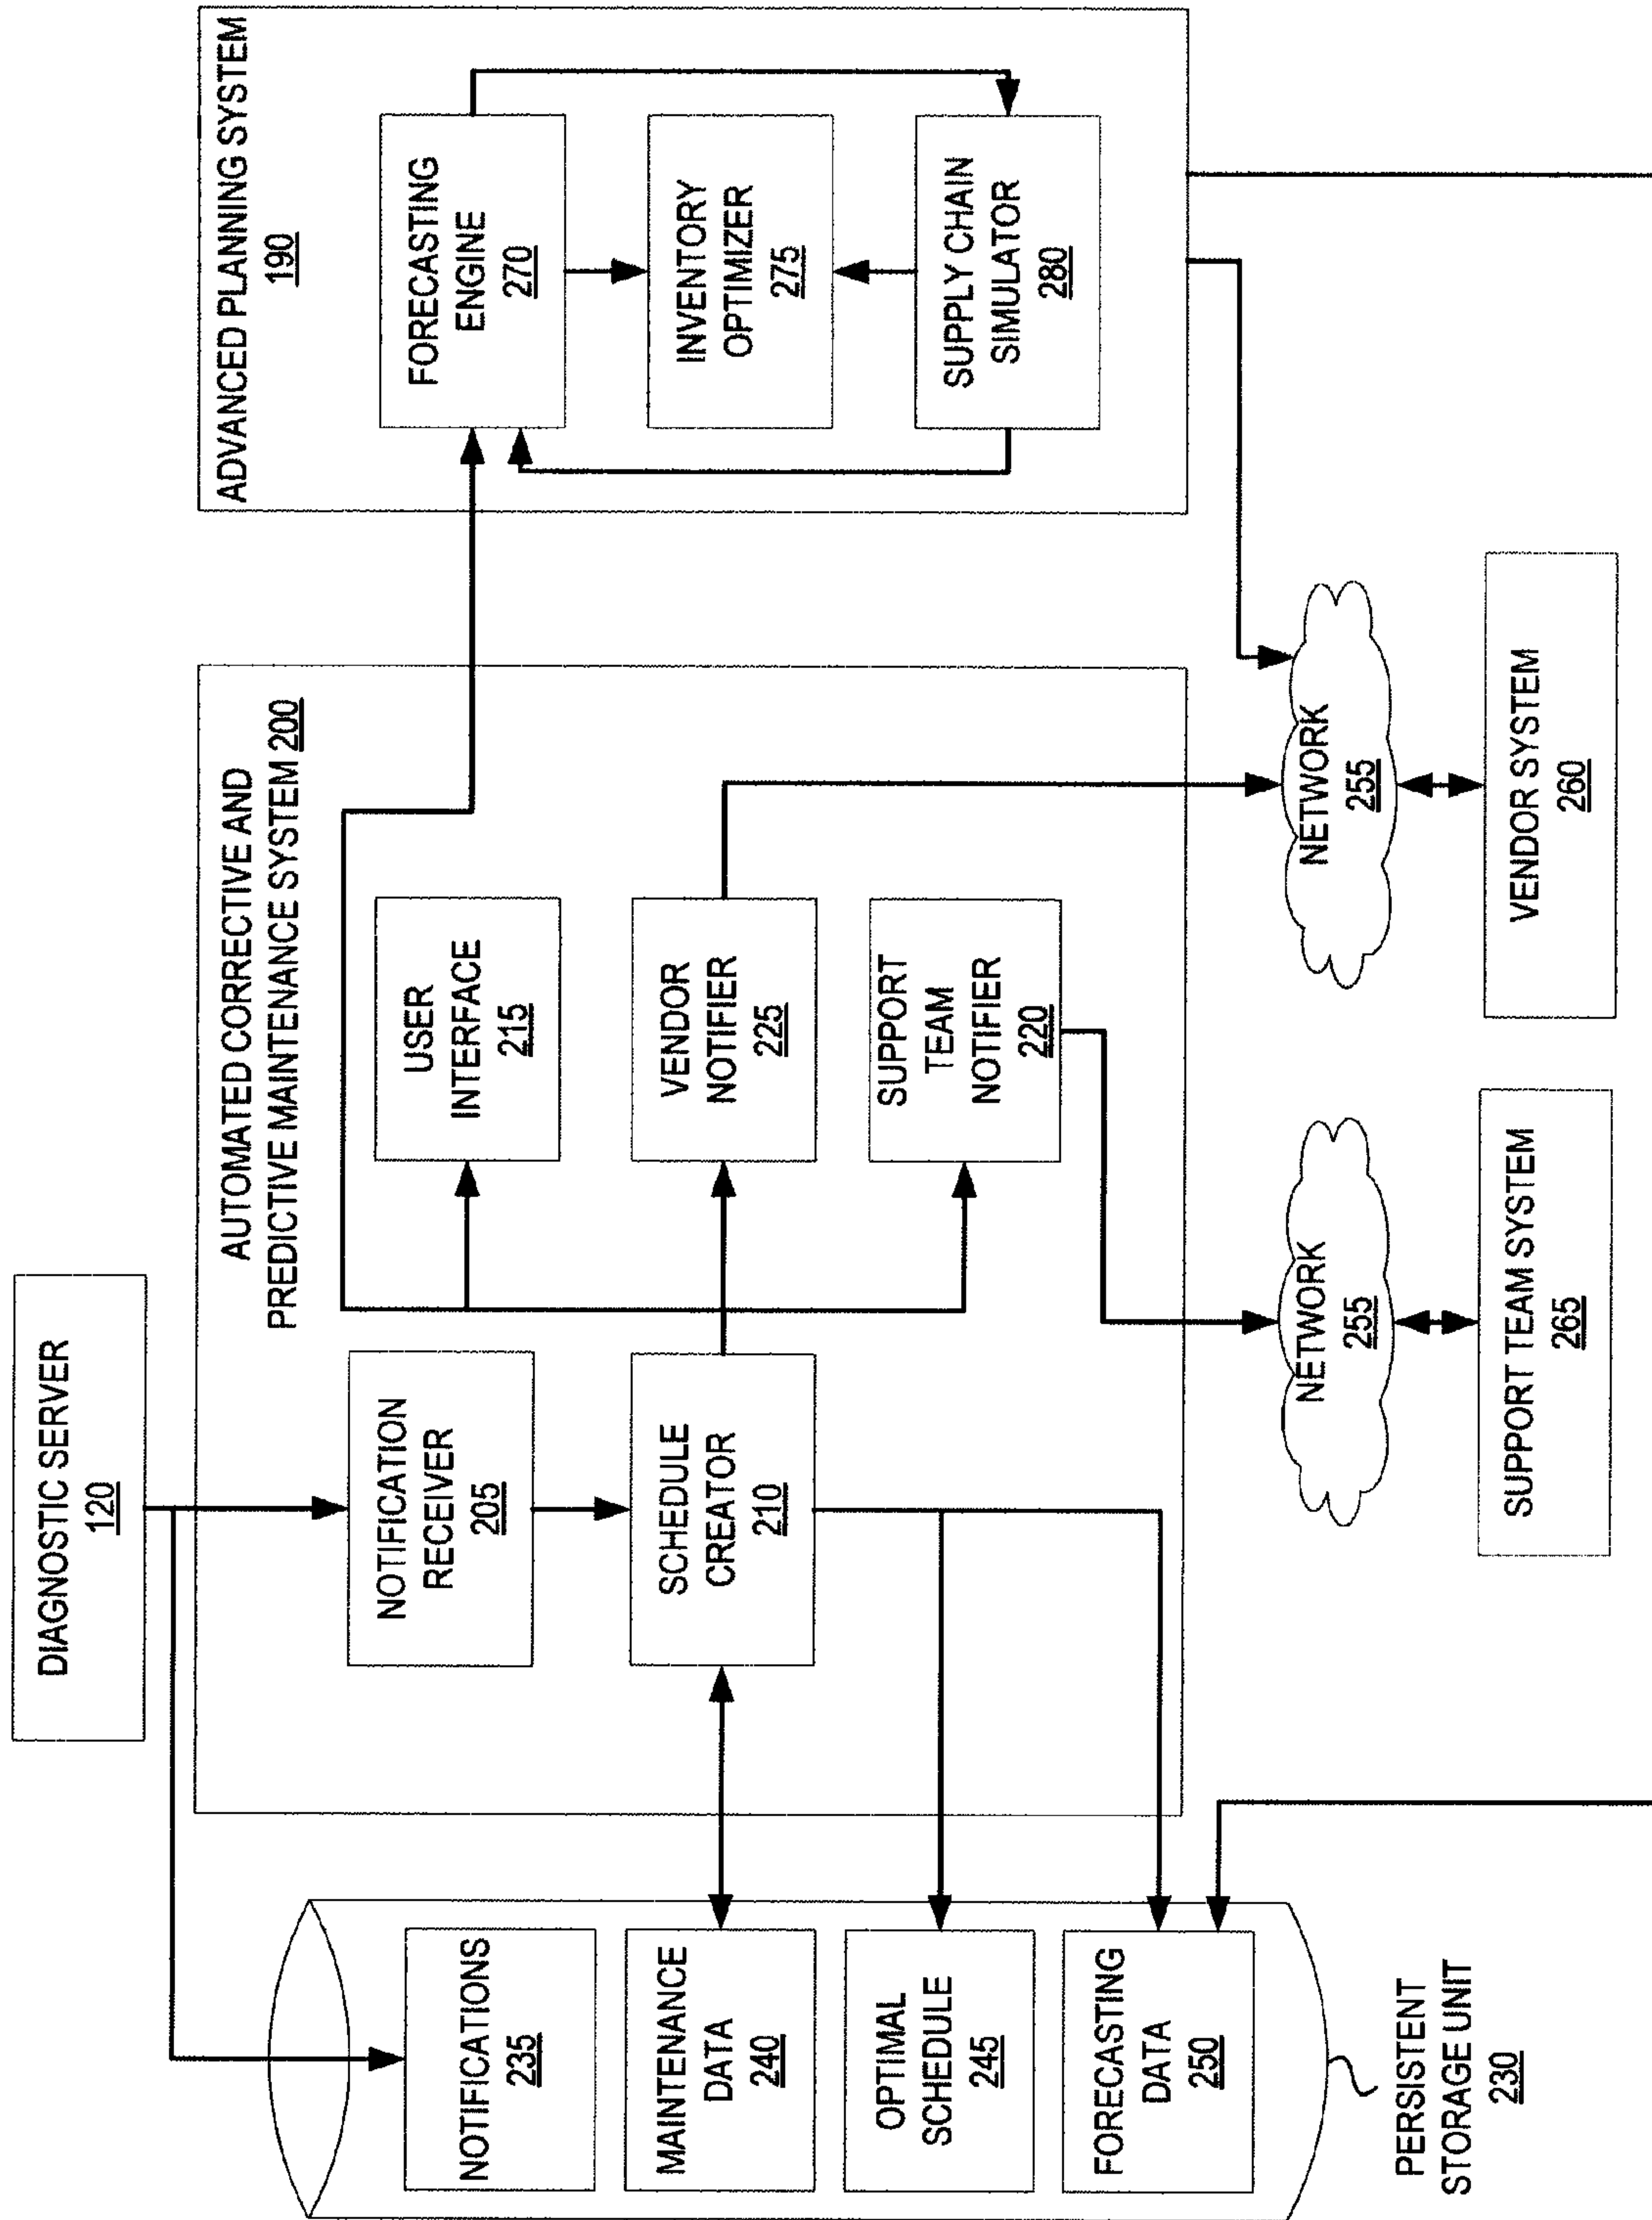 DIAGNOSTIC SERVER
120
AUTOMATED CORRECTIVE AND
PREDICTIVE MAINTENANCE SYSTEM 200
ADVANCED PLANNING SYSTEM
190
NOTIFICATIONS
235
MAINTENANCE
DATA
240
OPTIMAL
SCHEDULE
245
FORECASTING
DATA
250
PERSISTENT
STORAGE UNIT
230
NOTIFICATION
RECEIVER
205
SCHEDULE
CREATOR
210
USER
INTERFACE
215
VENDOR
NOTIFIER
225
SUPPORT
TEAM
NOTIFIER
220
FORECASTING
ENGINE
270
INVENTORY
OPTIMIZER
275
SUPPLY CHAIN
SIMULATOR
280
NETWORK
255
NETWORK
255
SUPPORT TEAM SYSTEM
265
VENDOR SYSTEM
260